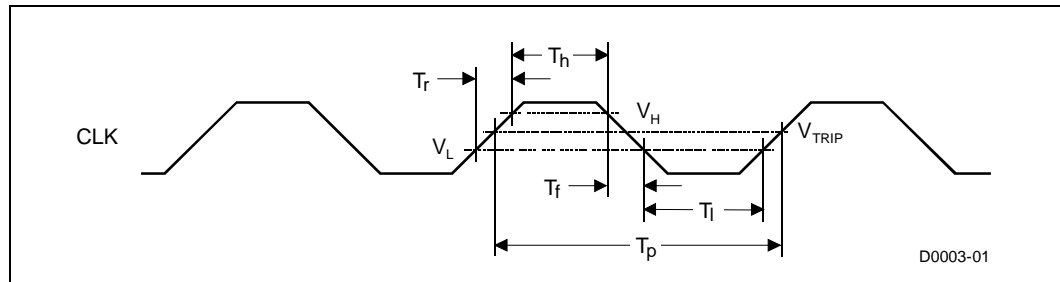 Th
Tr
CLK
VH
VTRIP
VL
Tf
Tl
Tp
D0003-01